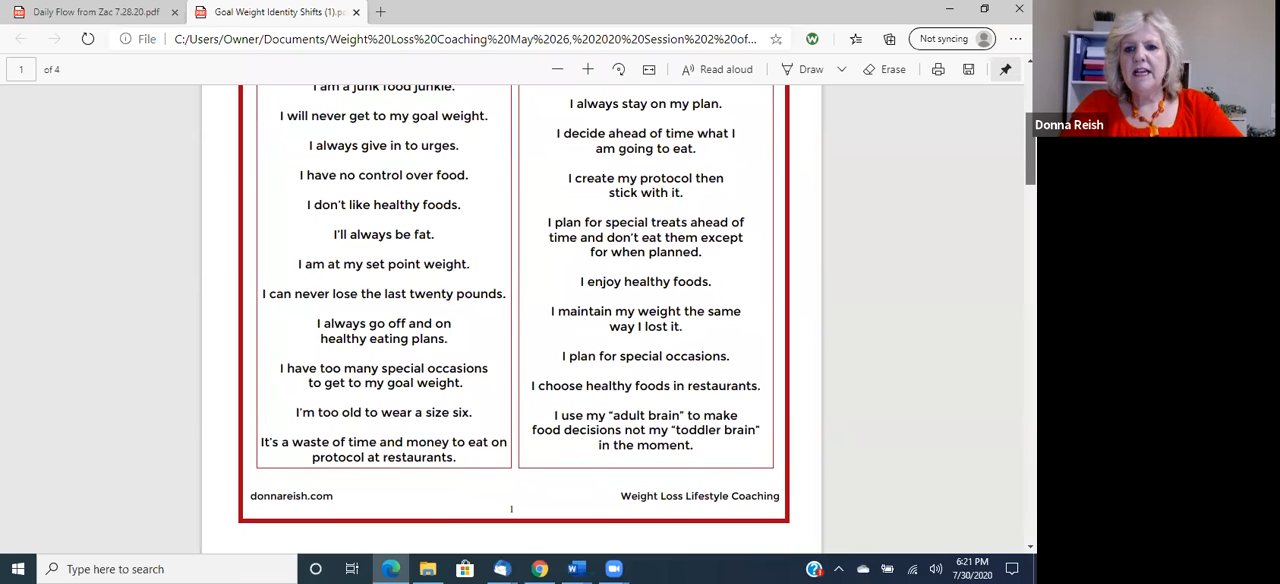 Daily Flow from Zac 7.28.20.pdf
Goal Weight Identity Shifts (1).pc
File
C:/Users/Owner/Documents/Weight%20Loss%20Coaching%20May%2026,%202020%20Session%202%20of...
Not syncing
1
of 4
Read aloud
Draw
Erase
I am a junk food junkie.
I will never get to my goal weight.
I always give in to urges.
I have no control over food.
I don't like healthy foods.
I'll always be fat.
I am at my set point weight.
I can never lose the last twenty pounds.
I always go off and on
healthy eating plans.
I have too many special occasions
to get to my goal weight.
I'm too old to wear a size six.
It's a waste of time and money to eat on
protocol at restaurants.
I always stay on my plan.
I decide ahead of time what I
am going to eat.
I create my protocol then
stick with it.
I plan for special treats ahead of
time and don't eat them except
for when planned.
I enjoy healthy foods.
I maintain my weight the same
way I lost it.
I plan for special occasions.
I choose healthy foods in restaurants.
I use my "adult brain" to make
food decisions not my "toddler brain"
in the moment.
donnareish.com
Weight Loss Lifestyle Coaching
1
Donna Reish
Type here to search
6:21 PM
7/30/2020